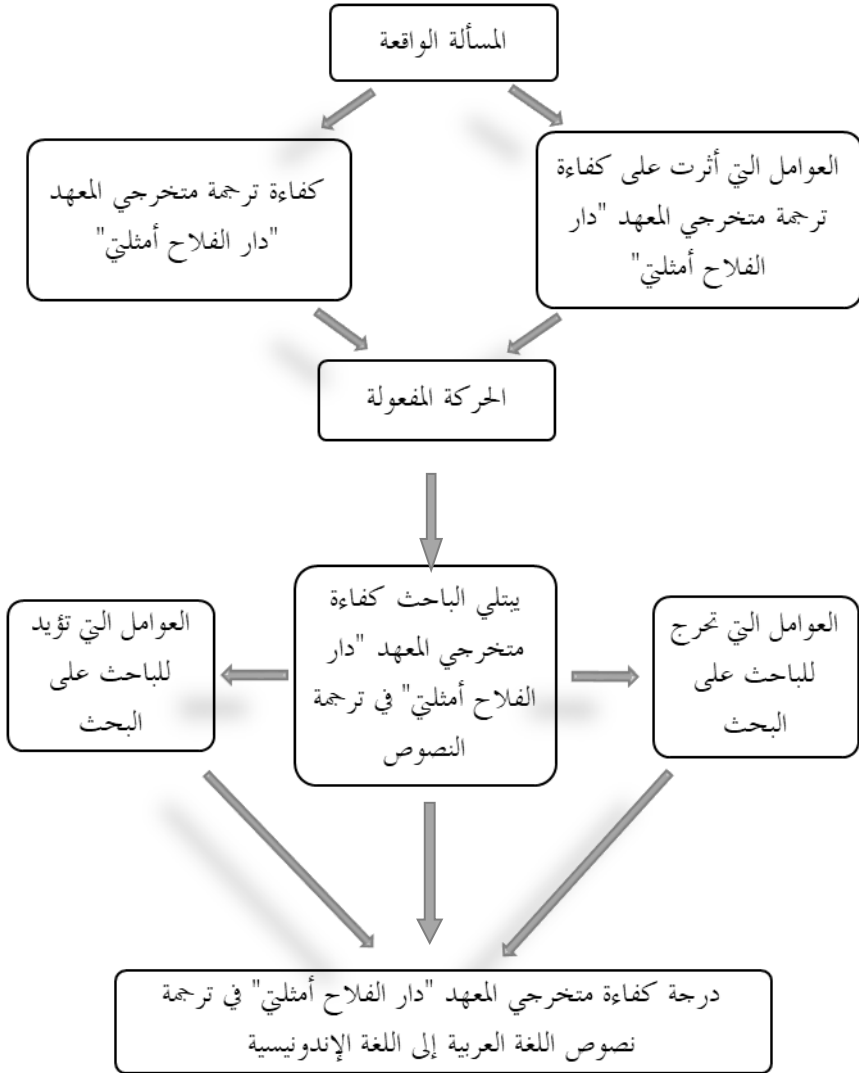 المسألة الواقعة
العوامل التي أثرت على كفاءة
ترجمة متخرجي المعهد "دار
الفلاح أمثلتي"
كفاءة ترجمة متخرجي المعهد
"دار الفلاح أمثلتي"
الحركة المفعولة
العوامل التي تحرج
للباحث على
البحث
يبتلي الباحث كفاءة
متخرجي المعهد "دار
الفلاح أمثلتي" في ترجمة
النصوص
العوامل التي تؤيد
للباحث على
البحث
درجة كفاءة متخرجي المعهد "دار الفلاح أمثلتي" في ترجمة
نصوص اللغة العربية إلى اللغة الإندونيسية